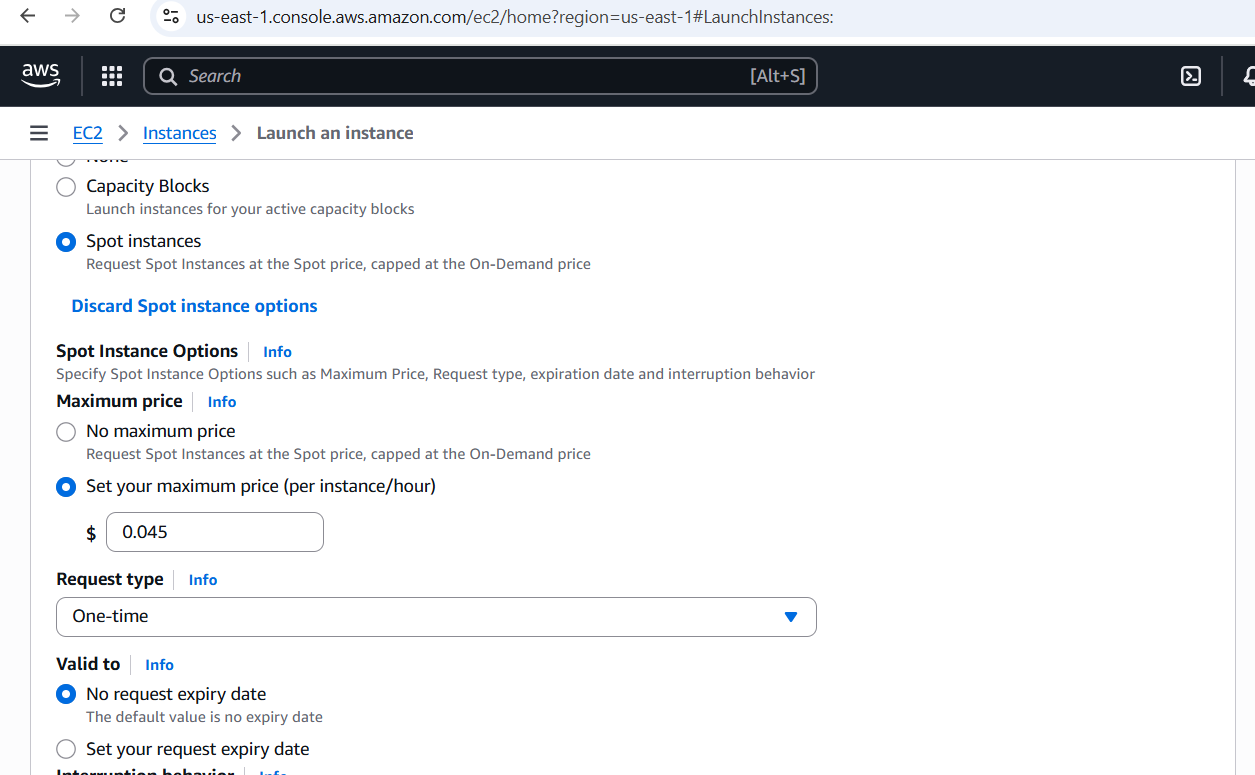 us-east-1.console.aws.amazon.com/ec2/home?region=us-east-1#LaunchInstances:
aws Search [Alt+S]
EC2 Instances Launch an instance
None
Capacity Blocks
Launch instances for your active capacity blocks
Spot instances
Request Spot Instances at the Spot price, capped at the On-Demand price
Discard Spot instance options
Spot Instance Options Info
Specify Spot Instance Options such as Maximum Price, Request type, expiration date and interruption behavior
Maximum price Info
No maximum price
Request Spot Instances at the Spot price, capped at the On-Demand price
Set your maximum price (per instance/hour)
$ 0.045
Request type Info
One-time
Valid to Info
No request expiry date
The default value is no expiry date
Set your request expiry date
Interruption behavior Info